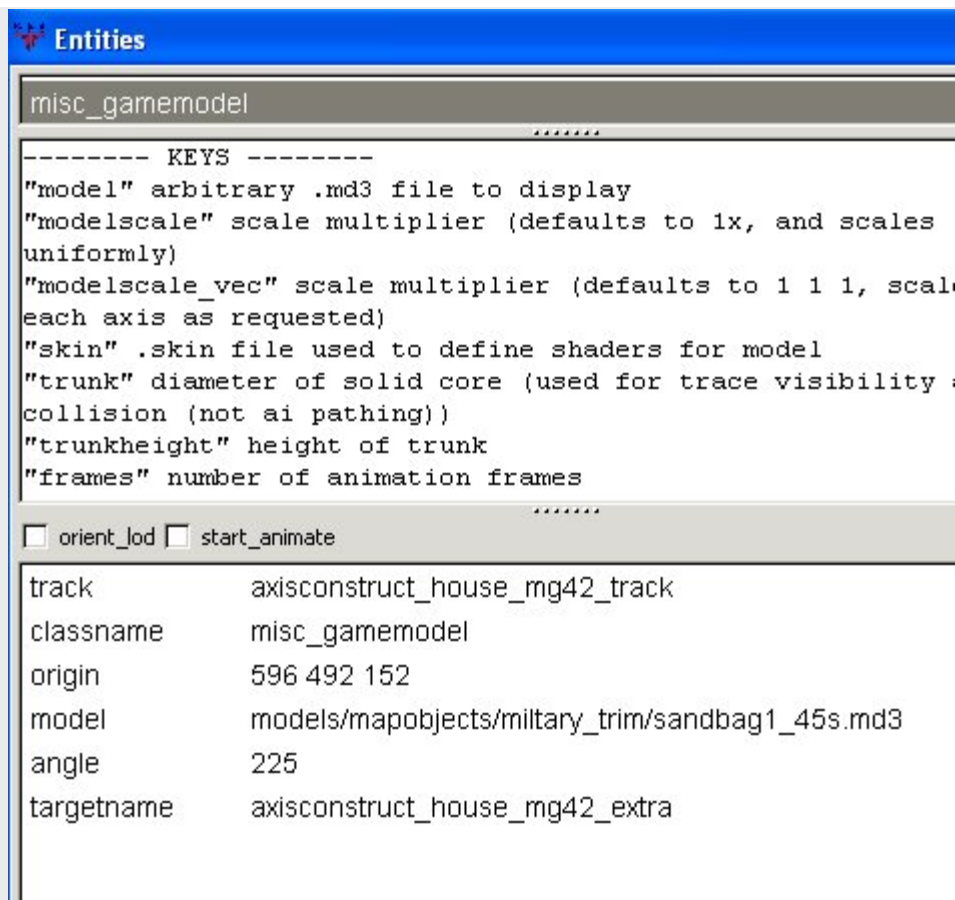 Entities
misc_gamemodel
-------- KEYS --------
"model" arbitrary .md3 file to display
"modelscale" scale multiplier (defaults to 1x, and scales
uniformly)
"modelscale_vec" scale multiplier (defaults to 1 1 1,
each axis as requested)
"skin" .skin file used to define shaders for model
"trunk" diameter of solid core (used for trace visibility
collision (not ai pathing))
"trunkheight" height of trunk
"frames" number of animation frames
orient_lod start_animate
track axisconstruct_house_mg42_track
classname misc_gamemodel
origin 596 492 152
model models/mapobjects/miltary_trim/sandbag1_45s.md3
angle 225
targetname axisconstruct_house_mg42_extra